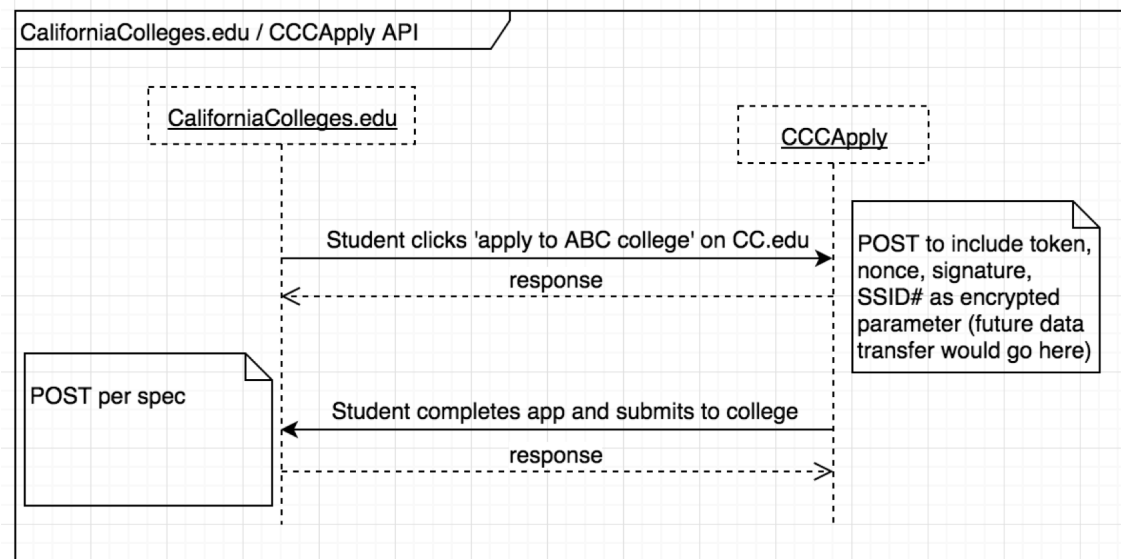 CaliforniaColleges.edu / CCCApply API
CaliforniaColleges.edu
CCCApply
Student clicks 'apply to ABC college' on CC.edu
response
POST to include token,
nonce, signature,
SSID# as encrypted
parameter (future data
transfer would go here)
POST per spec
Student completes app and submits to college
response